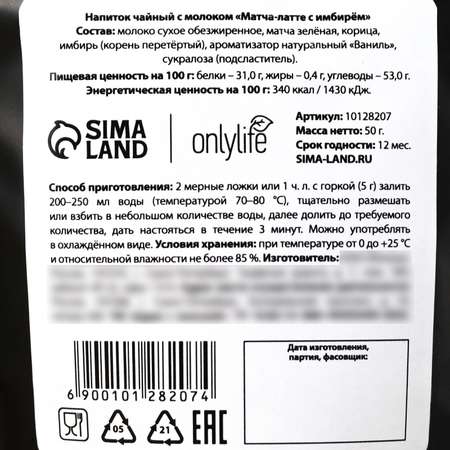 Напиток чайный с молоком «Матча-латте с имбирём»
Состав: молоко сухое обезжиренное, матча зелёная, корица,
имбирь (корень перетёртый), ароматизатор натуральный «Ваниль»,
сукралоза (подсластитель).
Пищевая ценность на 100 г: белки – 31,0 г, жиры – 0,4 г, углеводы – 53,0 г.
Энергетическая ценность на 100 г: 340 ккал / 1430 кДж.
SIMA
LAND
onlylife
Артикул: 10128207
Масса нетто: 50 г.
Срок годности: 12 мес.
SIMA-LAND.RU
Способ приготовления: 2 мерные ложки или 1 ч. л. с горкой (5 г) залить
200–250 мл воды (температурой 70–80 °С), тщательно размешать
или взбить в небольшом количестве воды, далее долить до требуемого
количества, дать настояться в течение 3 минут. Можно употреблять
в охлаждённом виде. Условия хранения: при температуре от 0 до +25 °С
и относительной влажности не более 85 %. Изготовитель:
Дата изготовления,
партия, фасовщик:
6900101282074
05
21
EAC